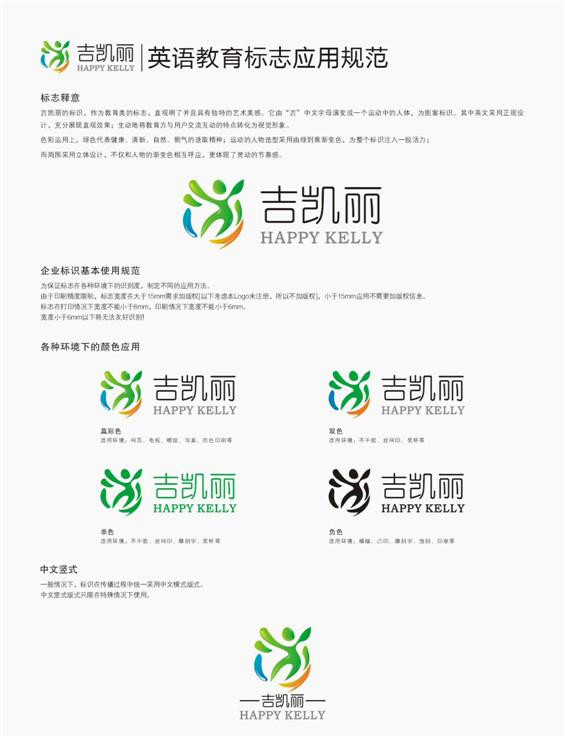 吉凯丽
HAPPY KELLY
英语教育标志应用规范
标志释意
吉凯丽的标识，作为教育类的标志，直观明了并且具有独特的艺术美感。它由“吉”中文字母演变成一个运动中的人体，为图案标识。其中英文采用正规设
计，充分展现直观效果；生动地将教育方与用户交流互动的特点转化为视觉形象。
色彩运用上，绿色代表健康、清新、自然、朝气的进取精神；运动的人物造型采用由绿到黄渐变色，为整个标识注入一股活力；
而周围采用立体设计，不仅和人物的渐变色相互呼应，更体现了灵动的节奏感。
吉凯丽
HAPPY KELLY
企业标识基本使用规范
为保证标志在各种环境下的识别度，制定不同的应用方法。
由于印刷精度限制，标志宽度在大于15mm需求加版权[以下考虑本Logo未注册，所以不加版权]，小于15mm应用不需要加版权信息。
标志在打印情况下宽度不能小于8mm，印刷情况下宽度不能小于6mm。
宽度小于6mm以下将无法友好识别!
各种环境下的颜色应用
吉凯丽
HAPPY KELLY
真彩色
适用环境：网页、电视、喷绘、写真、四色印刷等
吉凯丽
HAPPY KELLY
双色
适用环境：不干胶、丝网印、奖杯等
吉凯丽
HAPPY KELLY
单色
适用环境：不干胶、丝网印、雕刻字、奖杯等
吉凯丽
HAPPY KELLY
负色
适用环境：横幅、凸印、雕刻字、蚀刻、印章等
中文竖式
一般情况下，标识在传播过程中统一采用中文横式版式。
中文竖式版式只限在特殊情况下使用。
吉凯丽
HAPPY KELLY